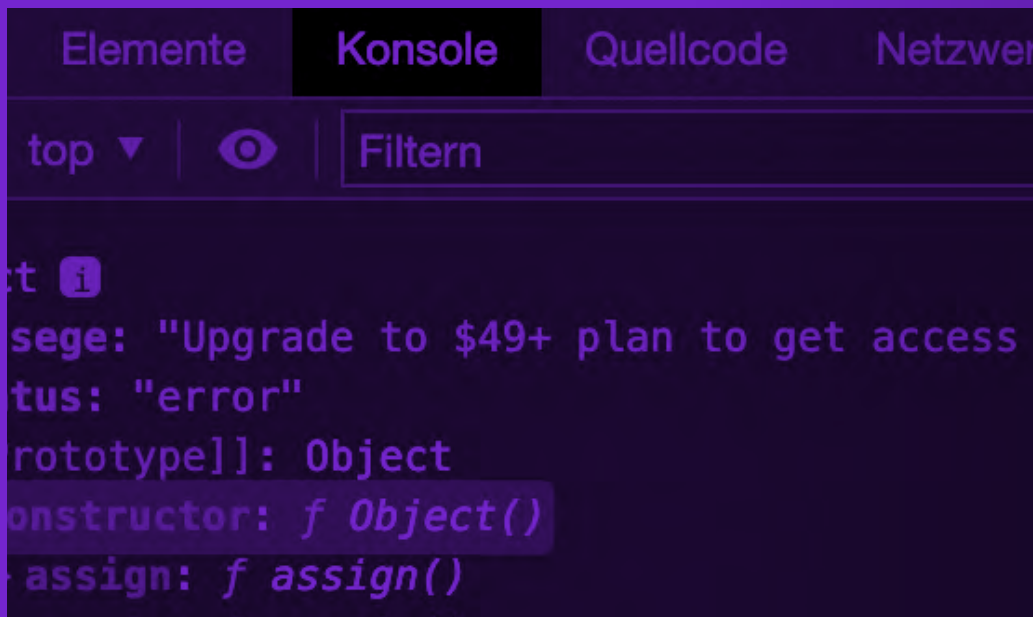 Elemente Konsole Quellcode Netzwer
top Filtern
ct i
sege: "Upgrade to $49+ plan to get access
tus: "error"
rototype]]: Object
onstructor: ƒ Object()
assign: ƒ assign()